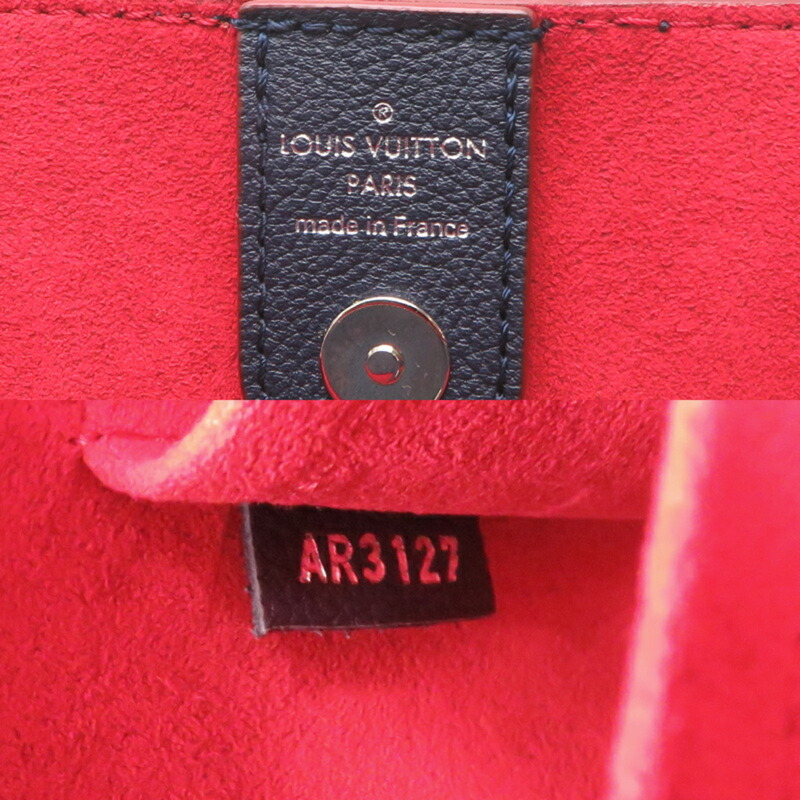 ®
LOUIS VUITTON
PARIS
made in France
AR3127